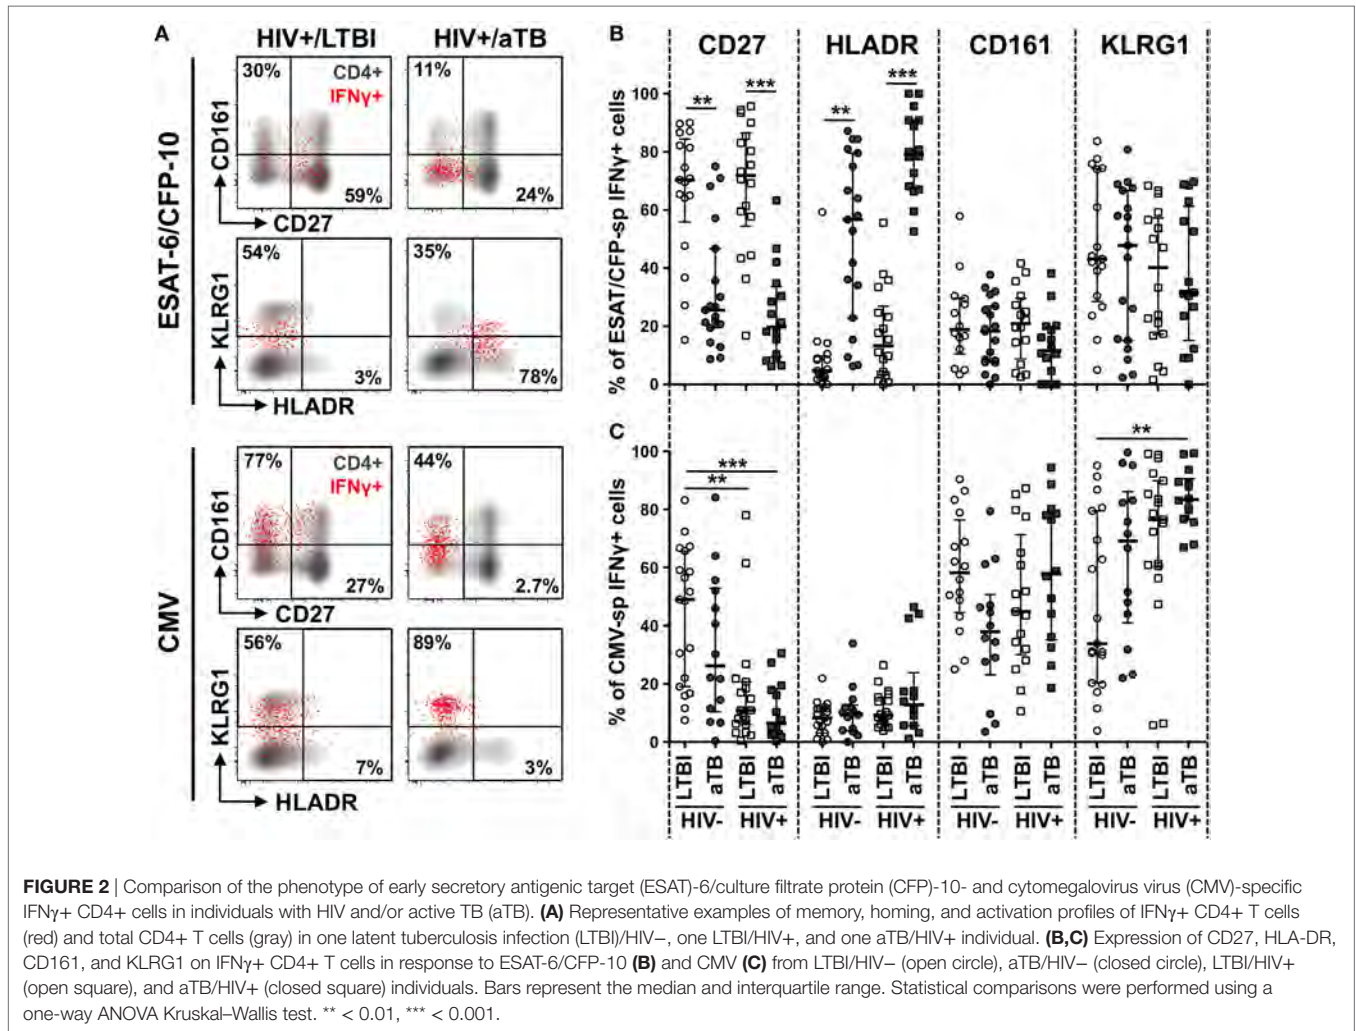 A
HIV+/LTBI
HIV+/aTB
ESAT-6/CFP-10
30%
CD4+
IFNγ+
59%
11%
24%
CD161
CD27
54%
3%
35%
78%
KLRG1
HLADR
CMV
77%
CD4+
IFNγ+
27%
44%
2.7%
CD161
CD27
56%
7%
89%
3%
KLRG1
HLADR
B
CD27
HLADR
CD161
KLRG1
% of ESAT/CFP-sp IFNγ+ cells
100
80
60
40
20
0
**
***
**
***
C
% of CMV-sp IFNγ+ cells
100
80
60
40
20
0
***
**
**
LTBI
aTB
LTBI
aTB
LTBI
aTB
LTBI
aTB
LTBI
aTB
LTBI
aTB
LTBI
aTB
LTBI
aTB
HIV- HIV+ HIV- HIV+ HIV- HIV+ HIV- HIV+
FIGURE 2 | Comparison of the phenotype of early secretory antigenic target (ESAT)-6/culture filtrate protein (CFP)-10- and cytomegalovirus virus (CMV)-specific
IFNγ+ CD4+ cells in individuals with HIV and/or active TB (aTB). (A) Representative examples of memory, homing, and activation profiles of IFNγ+ CD4+ T cells
(red) and total CD4+ T cells (gray) in one latent tuberculosis infection (LTBI)/HIV−, one LTBI/HIV+, and one aTB/HIV+ individual. (B,C) Expression of CD27, HLA-DR,
CD161, and KLRG1 on IFNγ+ CD4+ T cells in response to ESAT-6/CFP-10 (B) and CMV (C) from LTBI/HIV− (open circle), aTB/HIV− (closed circle), LTBI/HIV+
(open square), and aTB/HIV+ (closed square) individuals. Bars represent the median and interquartile range. Statistical comparisons were performed using a
one-way ANOVA Kruskal–Wallis test. ** < 0.01, *** < 0.001.